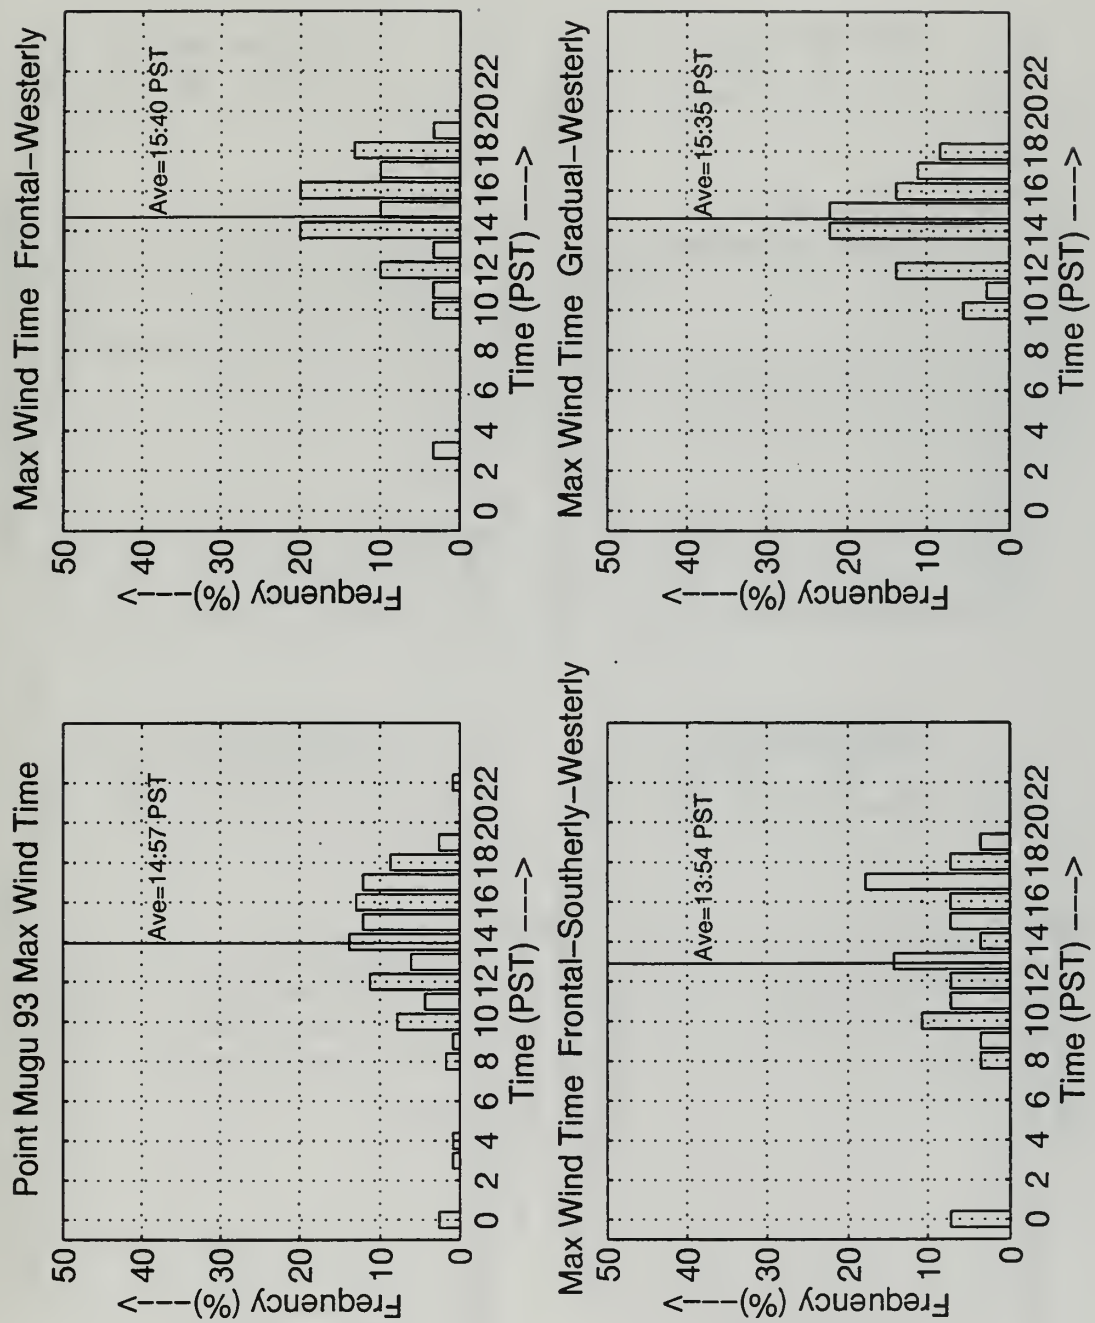 Point Mugu 93 Max Wind Time
Frequency (%)---->
50
40
30
20
10
0
Ave=14:57 PST
0 2 4 6 8 10 12 14 16 18 20 22
Time (PST) ---->
Max Wind Time Frontal-Westerly
Frequency (%)---->
50
40
30
20
10
0
Ave=15:40 PST
0 2 4 6 8 10 12 14 16 18 20 22
Time (PST) ---->
Max Wind Time Frontal-Southerly-Westerly
Frequency (%)---->
50
40
30
20
10
0
Ave=13:54 PST
0 2 4 6 8 10 12 14 16 18 20 22
Time (PST) ---->
Max Wind Time Gradual-Westerly
Frequency (%)---->
50
40
30
20
10
0
Ave=15:35 PST
0 2 4 6 8 10 12 14 16 18 20 22
Time (PST) ---->